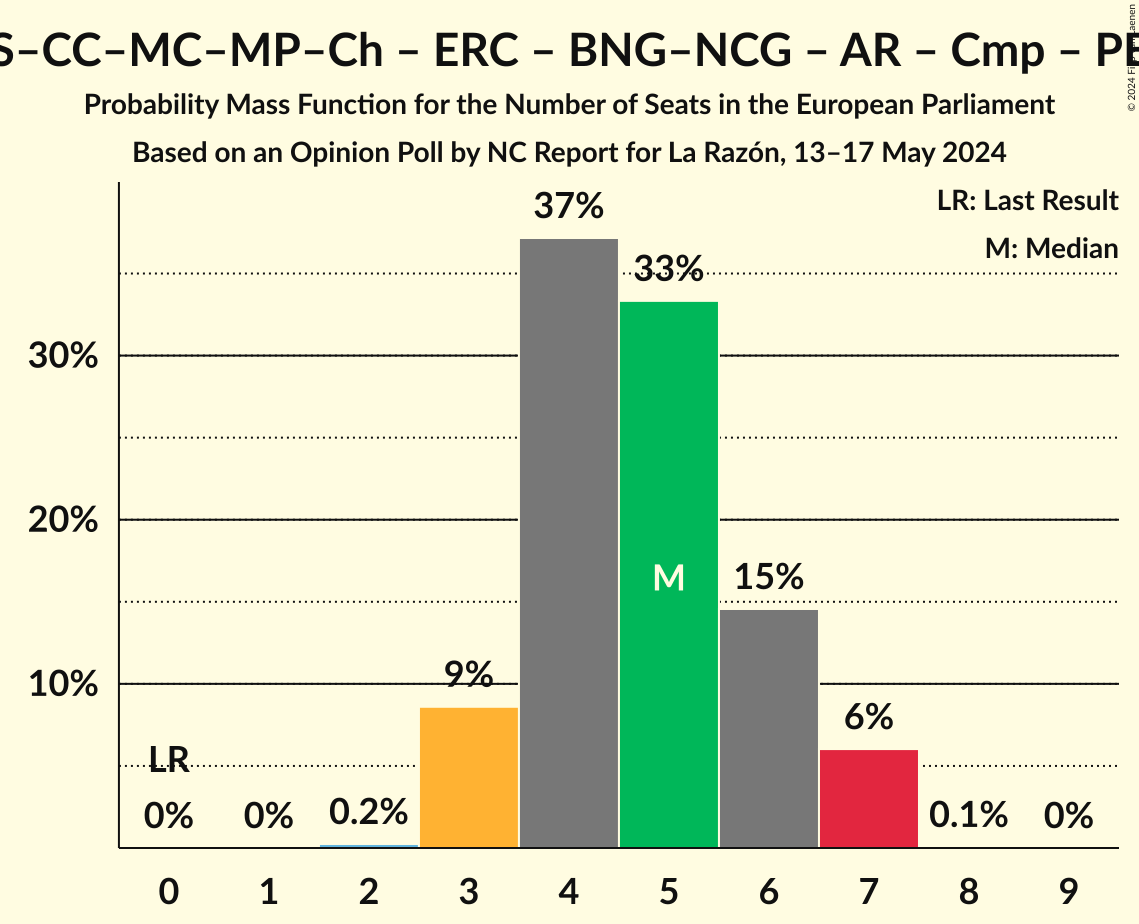 S–CC–MC–MP–Ch – ERC – BNG–NCG – AR – Cmp –
Probability Mass Function for the Number of Seats in the European Parliament
Based on an Opinion Poll by NC Report for La Razón, 13–17 May 2024
LR: Last Result
M: Median
37%
33%
30%
20%
M
15%
10%
9%
6%
LR
0% 0% 0.2% 0.1% 0%
0 1 2 3 4 5 6 7 8 9
© 2024